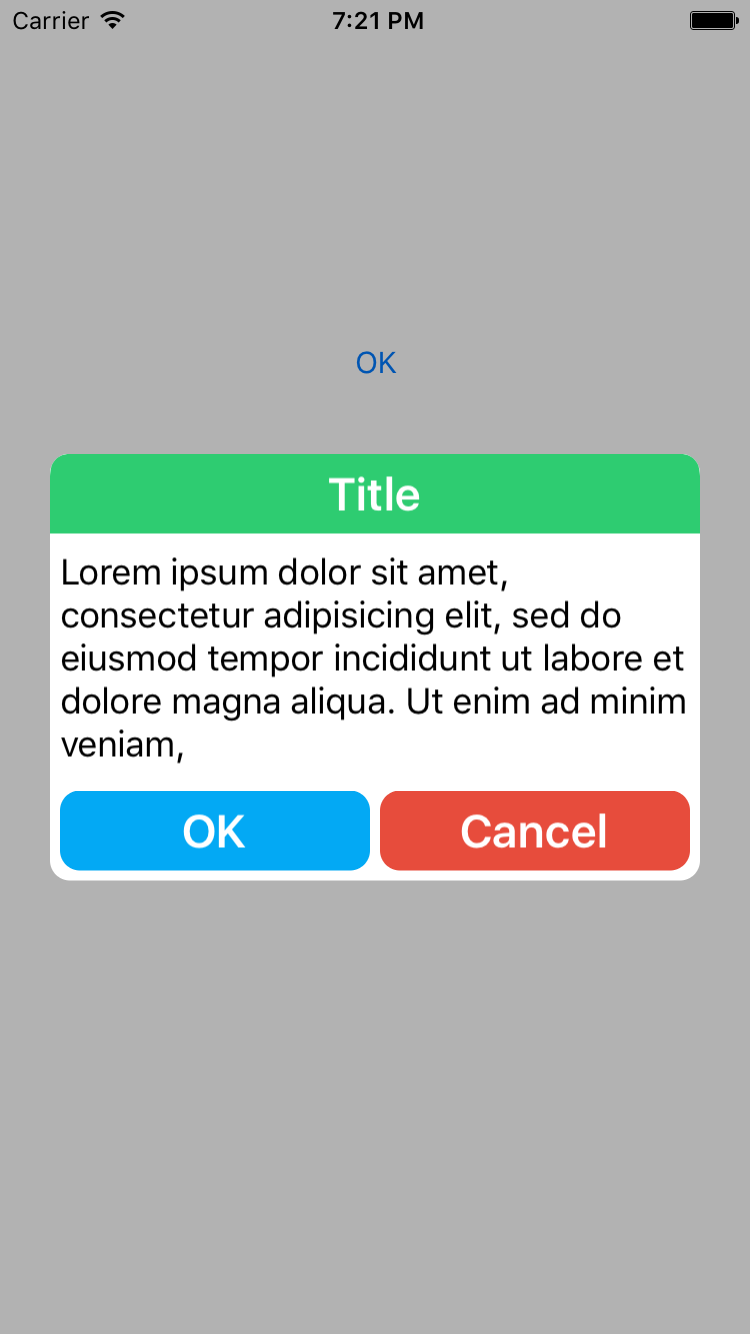 Carrier 7:21 PM
OK
Title
Lorem ipsum dolor sit amet,
consectetur adipisicing elit, sed do
eiusmod tempor incididunt ut labore et
dolore magna aliqua. Ut enim ad minim
veniam,
OK Cancel